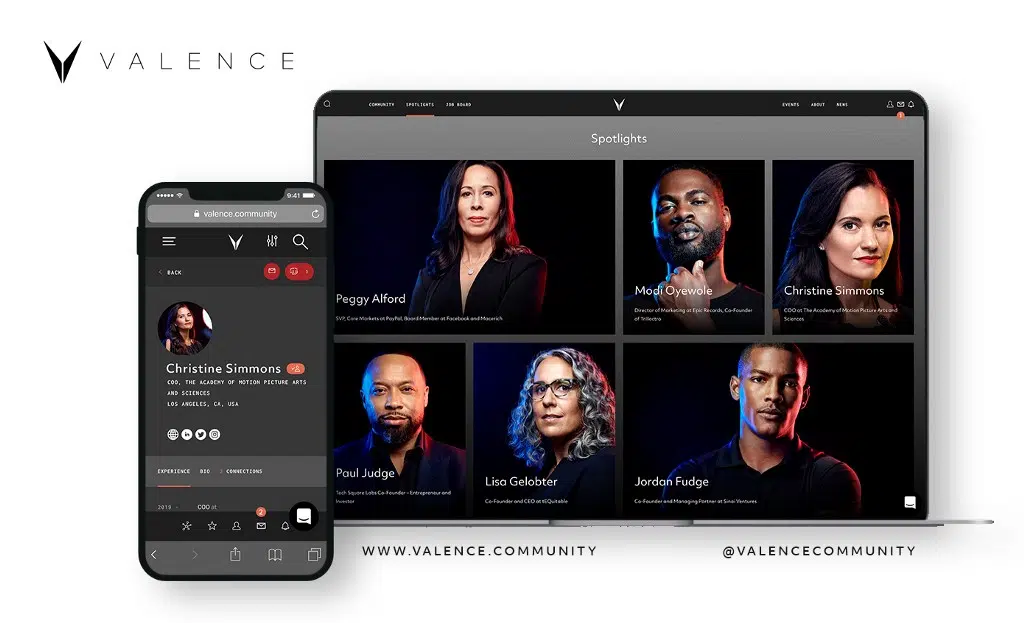 VALENCE
COMMUNITY SPOTLIGHTS JOB BOARD
EVENTS ABOUT NEWS
1
Spotlights
Peggy Alford
SVP, Core Markets at PayPal, Board Member at Facebook and Macerich
Modi Oyewole
Director of Marketing at Epic Records, Co-Founder
of Trillectro
Christine Simmons
COO at The Academy of Motion Picture Arts and
Sciences
Paul Judge
Tech Square Labs Co-Founder - Entrepreneur and
Investor
Lisa Gelobter
Co-Founder and CEO at tEQuitable
Jordan Fudge
Co-Founder and Managing Partner at Sinai Ventures
9:41
valence.community
BACK
Christine Simmons
COO, THE ACADEMY OF MOTION PICTURE ARTS
AND SCIENCES
LOS ANGELES, CA, USA
EXPERIENCE BIO 3 CONNECTIONS
2019 - COO at
2
WWW.VALENCE.COMMUNITY
@VALENCECOMMUNITY